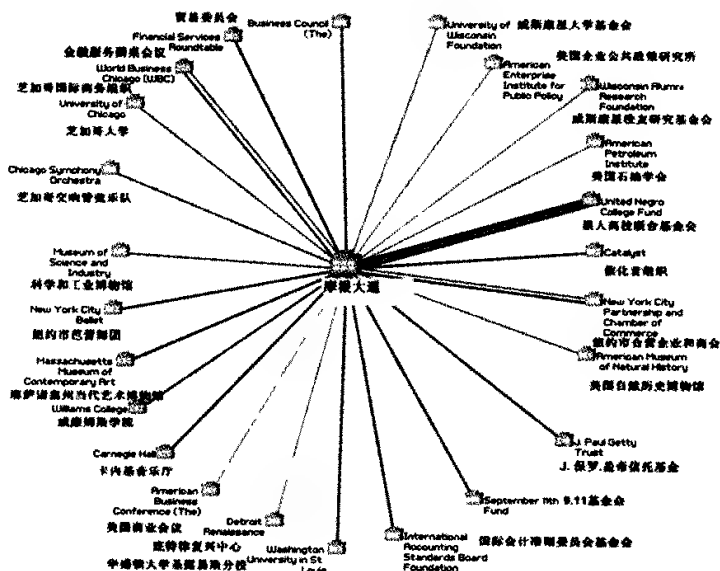 贸易委员会
Business Council
(The)
Financial Services
Roundtable
金融服务圆桌会议
World Business
Chicago (WBC)
芝加哥国际商务组织
University of
Chicago
芝加哥大学
Chicago Symphony
Orchestra
芝加哥交响管弦乐队
Museum of
Science and
Industry
科学和工业博物馆
New York City
Ballet
纽约市芭蕾舞团
Massachusetts
Museum of
Contemporary Art
麻萨诸塞州当代艺术博物馆
Williams College
威廉姆斯学院
Carnegie Hall
卡内基音乐厅
American
Business
Conference (The)
美国商业会议
Detroit
Renaissance
底特律复兴中心
Washington
University in St
Louis
华盛顿大学圣露易斯分校
摩根大通
University of
Wisconsin
Foundation
威斯康星大学基金会
American
Enterprise
Institute for
Public Policy
美国企业公共政策研究所
Wisconsin Alumni
Research
Foundation
威斯康星校友研究基金会
American
Petroleum
Institute
美国石油学会
United Negro
College Fund
黑人高校联合基金会
Catalyst
催化剂组织
New York City
Partnership and
Chamber of
Commerce
纽约市合营企业和商会
American Museum
of Natural History
美国自然历史博物馆
J. Paul Getty
Trust
J. 保罗.盖蒂信托基金
September 11th
Fund
9.11基金会
International
Accounting
Standards Board
Foundation
国际会计准则委员会基金会